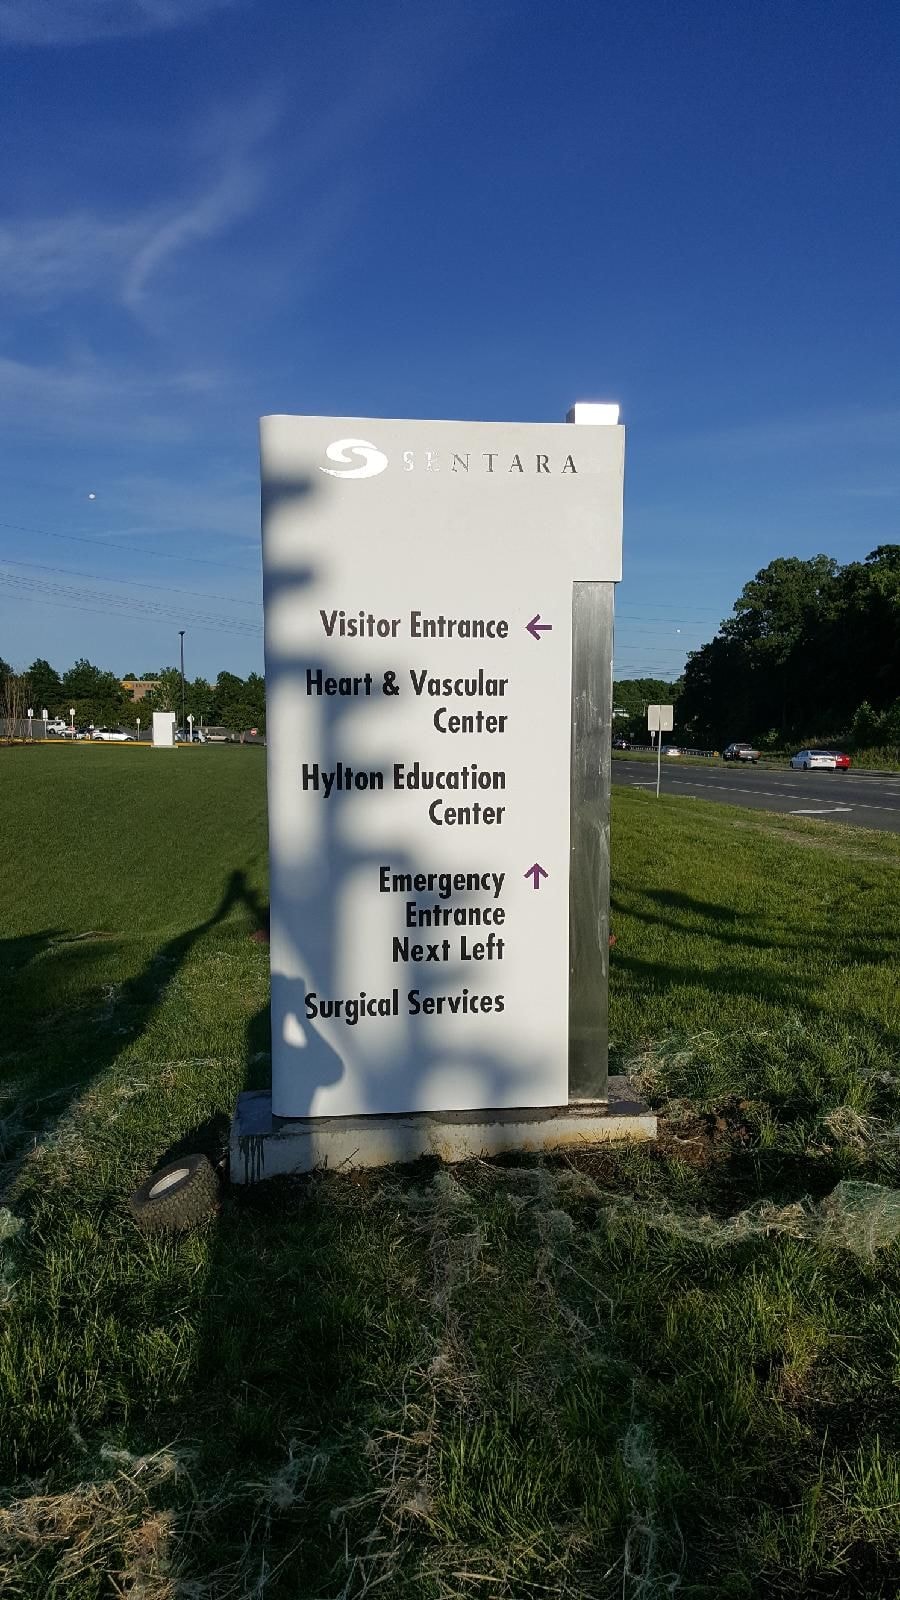 SENTARA
Visitor Entrance ←
Heart & Vascular
Center
Hylton Education
Center
Emergency ↑
Entrance
Next Left
Surgical Services